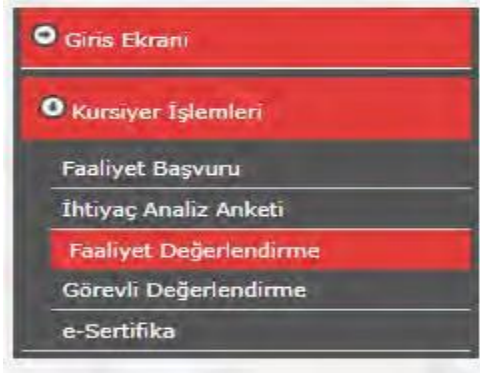 Giris Ekranı
Kursiyer İşlemleri
Faaliyet Başvuru
İhtiyaç Analiz Anketi
Faaliyet Değerlendirme
Görevli Değerlendirme
e-Sertifika